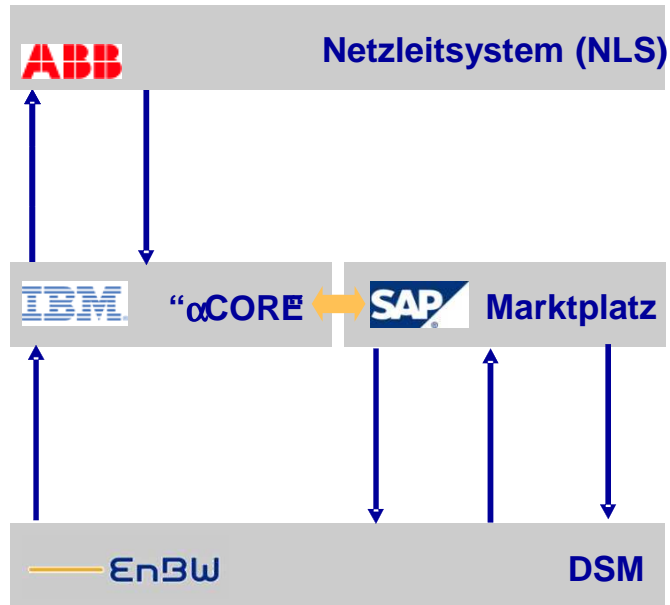 ABB Netzleitsystem (NLS)
IBM. “αCORE” SAP® Marktplatz
EnBW DSM